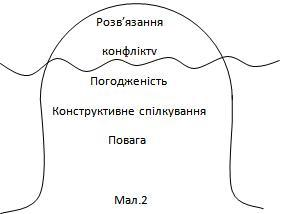 Розв'язання
конфлікту
Погодженість
Конструктивне спілкування
Повага
Мал.2